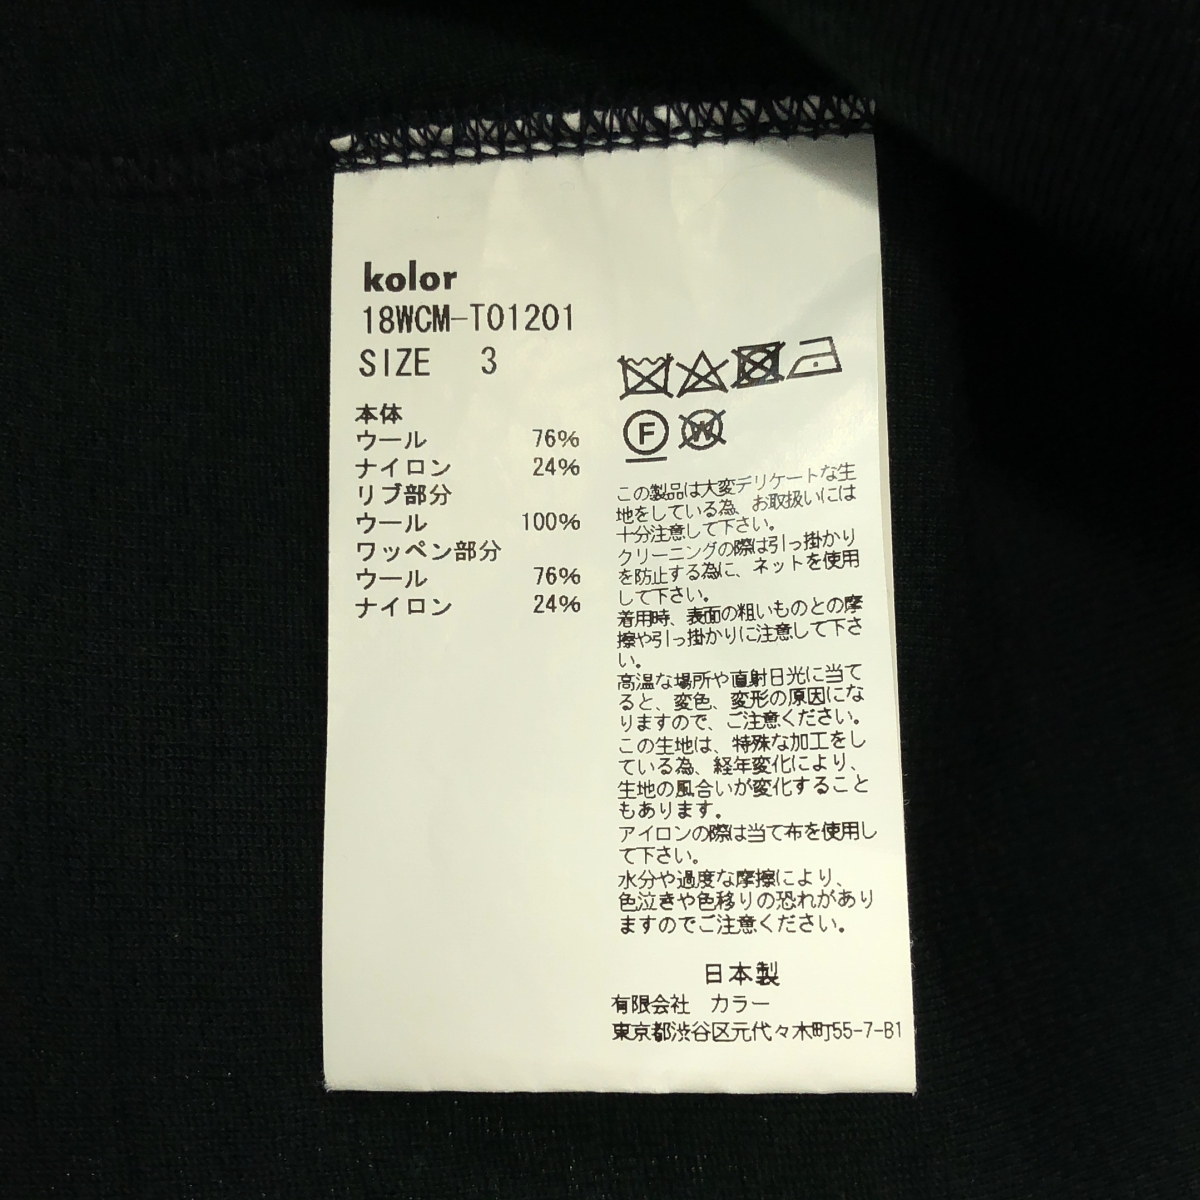 kolor
18WCM-T01201
SIZE 3
本体
ウール 76%
ナイロン 24%
リブ部分
ウール 100%
ワッペン部分
ウール 76%
ナイロン 24%
F W
この製品は大変デリケートな生
地をしている為、お取扱いには
十分注意して下さい。
クリーニングの際は引っ掛かり
を防止する為に、ネットを使用
して下さい。
着用時、表面の粗いものとの摩
擦や引っ掛かりに注意して下さ
い。
高温な場所や直射日光に当て
ると、変色、変形の原因にな
りますので、ご注意ください。
この生地は、特殊な加工をし
ている為、経年変化により、
生地の風合いが変化すること
もあります。
アイロンの際は当て布を使用し
て下さい。
水分や過度な摩擦により、
色泣きや色移りの恐れがあり
ますのでご注意ください。
日本製
有限会社 カラー
東京都渋谷区元代々木町55-7-B1